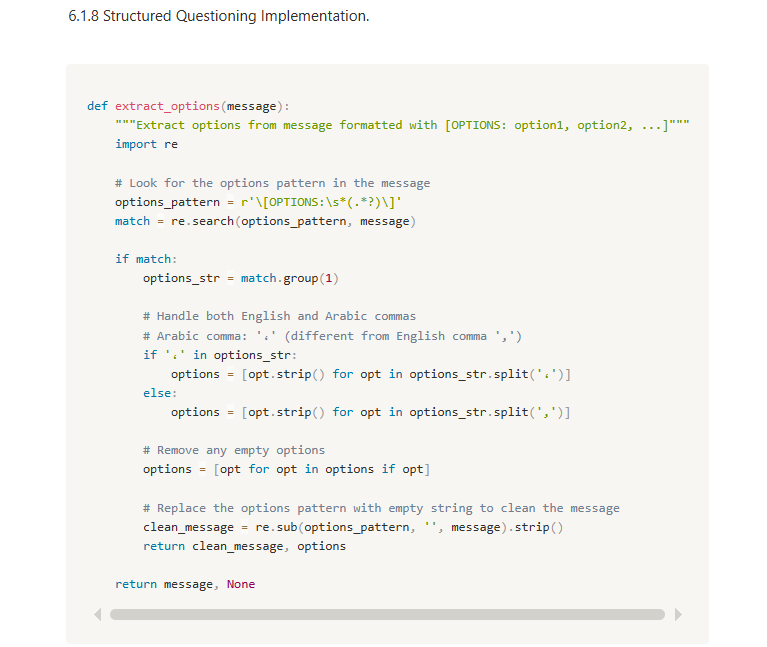 6.1.8 Structured Questioning Implementation.
def extract_options(message):
    """Extract options from message formatted with [OPTIONS: option1, option2, ...]"""
    import re
    # Look for the options pattern in the message
    options_pattern = r'\[OPTIONS:\s*(.*?)\]'
    match = re.search(options_pattern, message)
    if match:
        options_str = match.group(1)
        # Handle both English and Arabic commas
        # Arabic comma: '،' (different from English comma ',')
        if '،' in options_str:
            options = [opt.strip() for opt in options_str.split('،')]
        else:
            options = [opt.strip() for opt in options_str.split(',')]
        # Remove any empty options
        options = [opt for opt in options if opt]
        # Replace the options pattern with empty string to clean the message
        clean_message = re.sub(options_pattern, '', message).strip()
        return clean_message, options
    return message, None